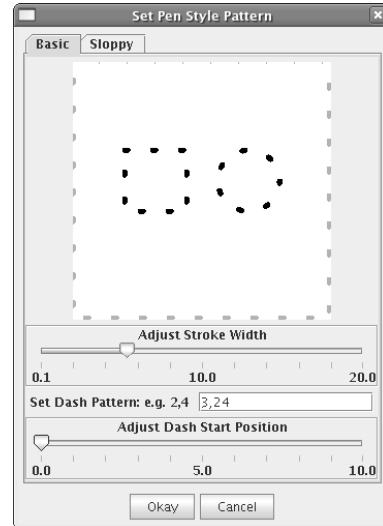 Set Pen Style Pattern
Basic Sloppy
Adjust Stroke Width
0.1 10.0 20.0
Set Dash Pattern: e.g. 2,4 3,24
Adjust Dash Start Position
0.0 5.0 10.0
Okay Cancel